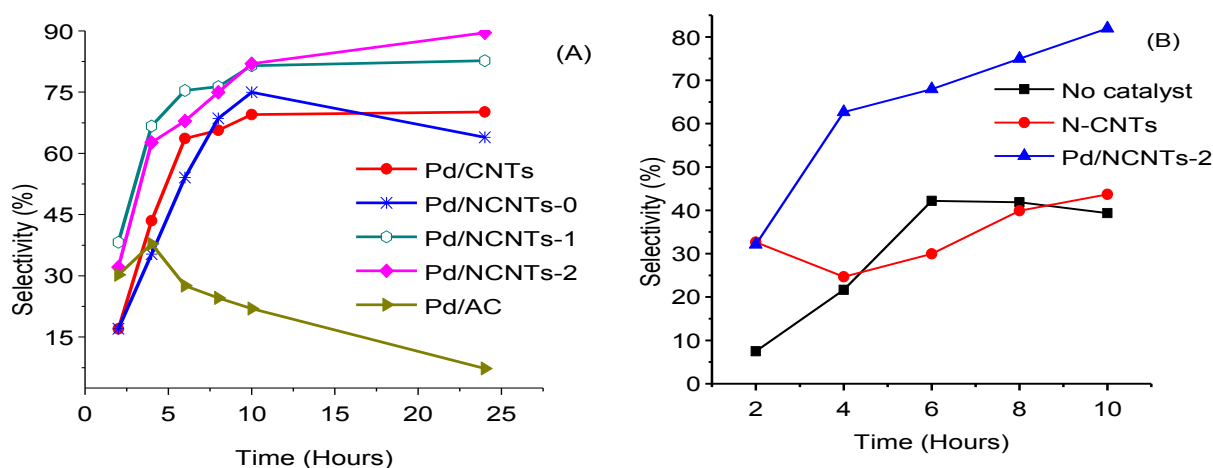 (A)
Selectivity (%)
90
75
60
45
30
15
Pd/CNTs
Pd/NCNTs-0
Pd/NCNTs-1
Pd/NCNTs-2
Pd/AC
0 5 10 15 20 25
Time (Hours)
(B)
Selectivity (%)
80
70
60
50
40
30
20
10
0
No catalyst
N-CNTs
Pd/NCNTs-2
2 4 6 8 10
Time (Hours)